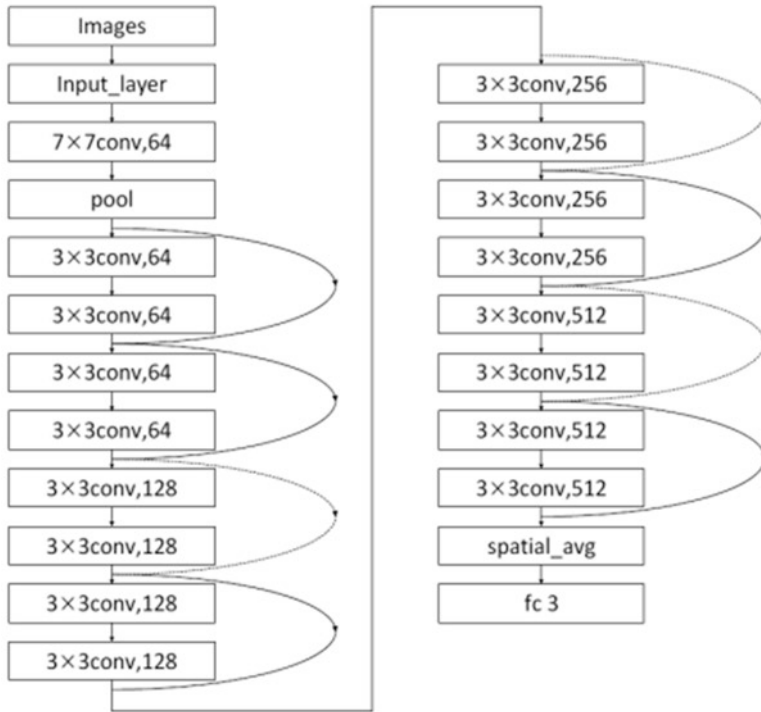 Images
Input_layer
7×7conv,64
pool
3×3conv,64
3×3conv,64
3×3conv,64
3×3conv,64
3×3conv,128
3×3conv,128
3×3conv,128
3×3conv,128
3×3conv,256
3×3conv,256
3×3conv,256
3×3conv,256
3×3conv,512
3×3conv,512
3×3conv,512
3×3conv,512
spatial_avg
fc 3